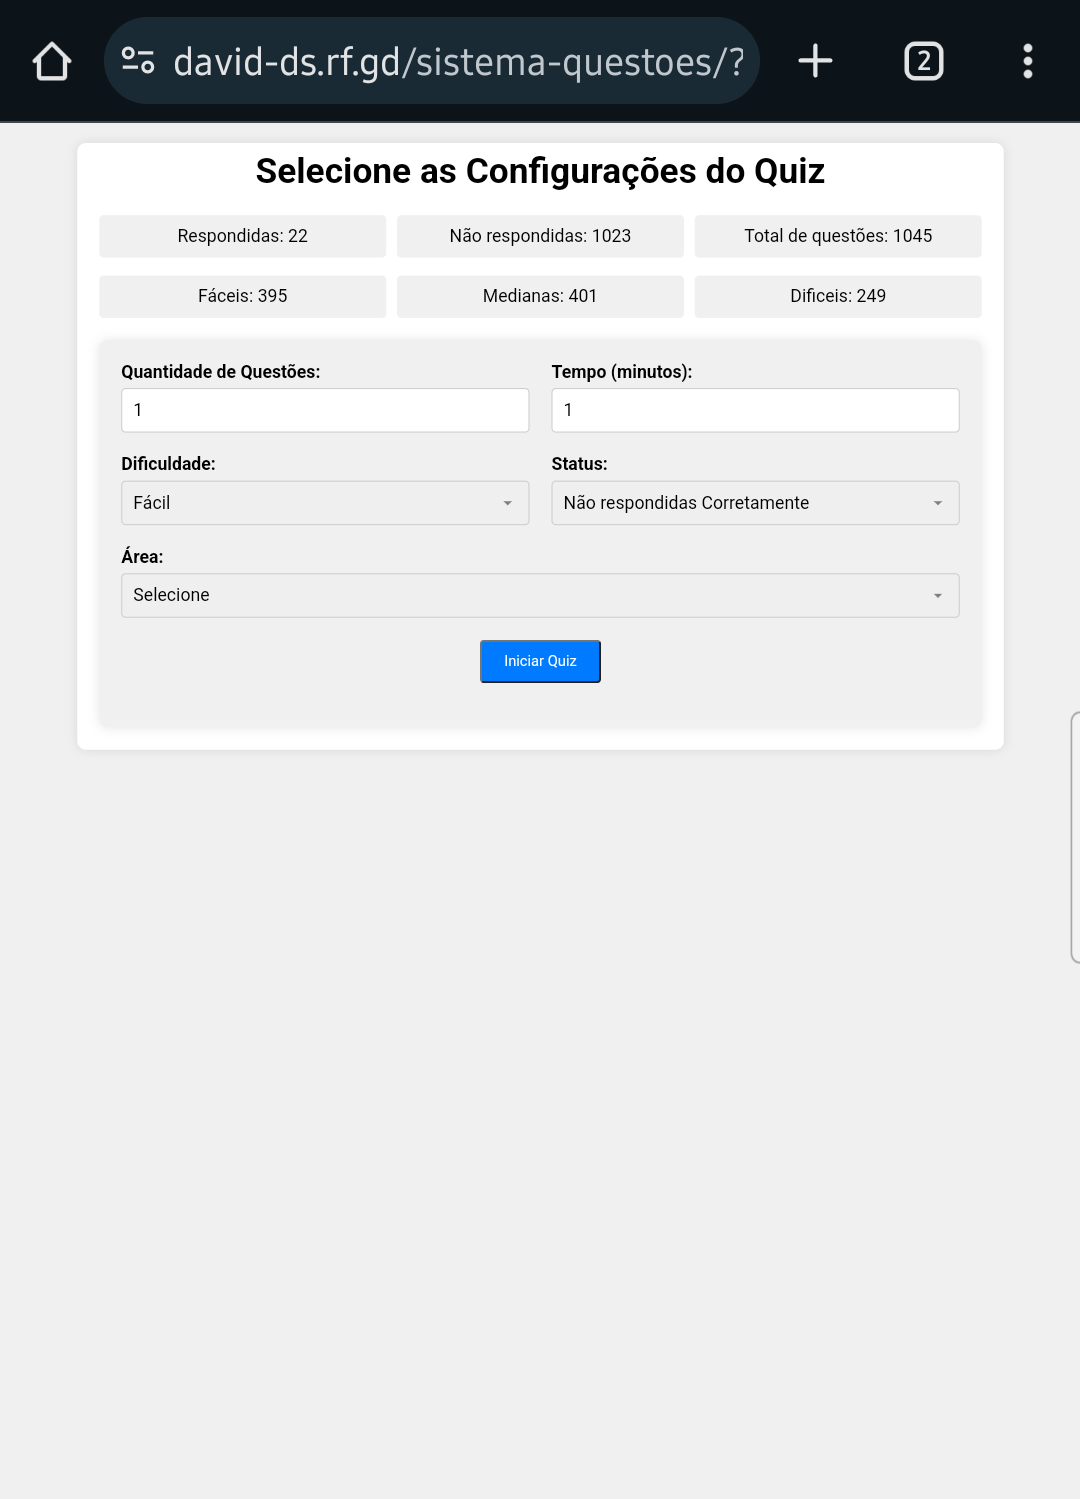 david-ds.rf.gd/sistema-questoes/?
2
Selecione as Configurações do Quiz
Respondidas: 22
Não respondidas: 1023
Total de questões: 1045
Fáceis: 395
Medianas: 401
Dificeis: 249
Quantidade de Questões:
Tempo (minutos):
1
1
Dificuldade:
Status:
Fácil
Não respondidas Corretamente
Área:
Selecione
Iniciar Quiz